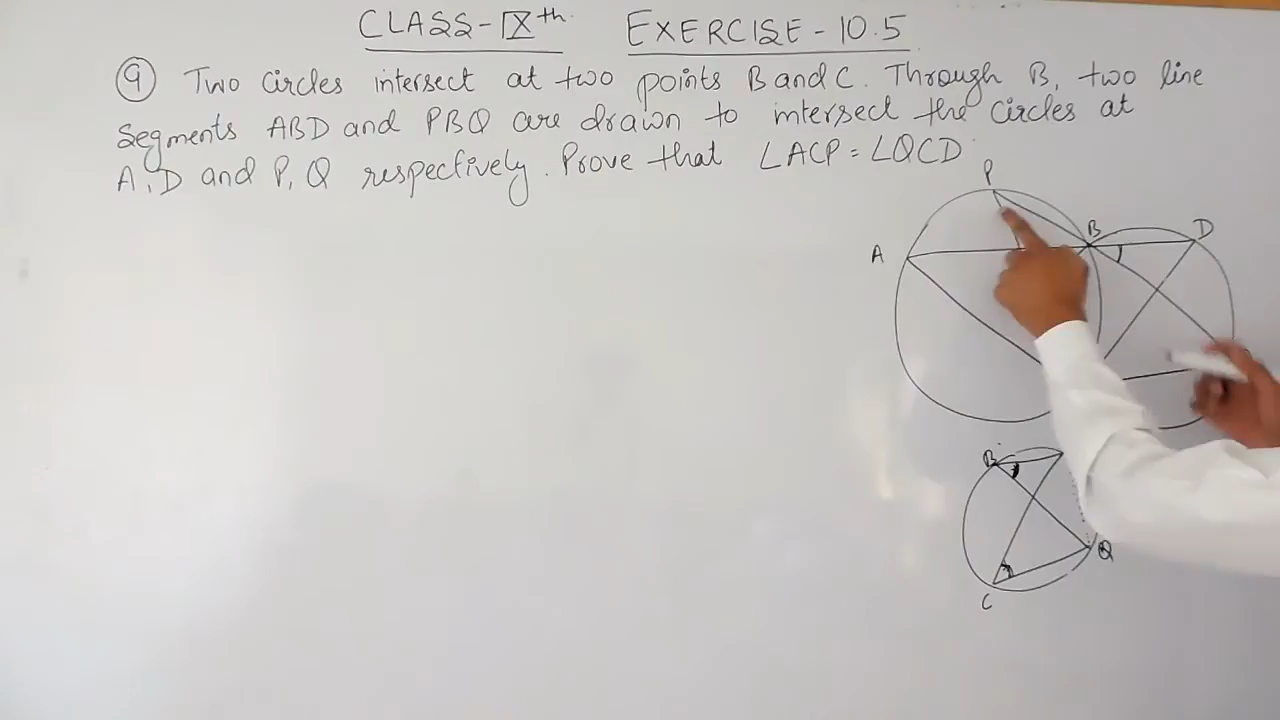 CLASS-IXth EXERCISE-10.5
9 Two circles intersect at two points B and C. Through B, two line
segments ABD and PBQ are drawn to intersect the circles at
A, D and P, Q respectively. Prove that ∠ACP = ∠QCD
P
B
D
A
B
Q
C